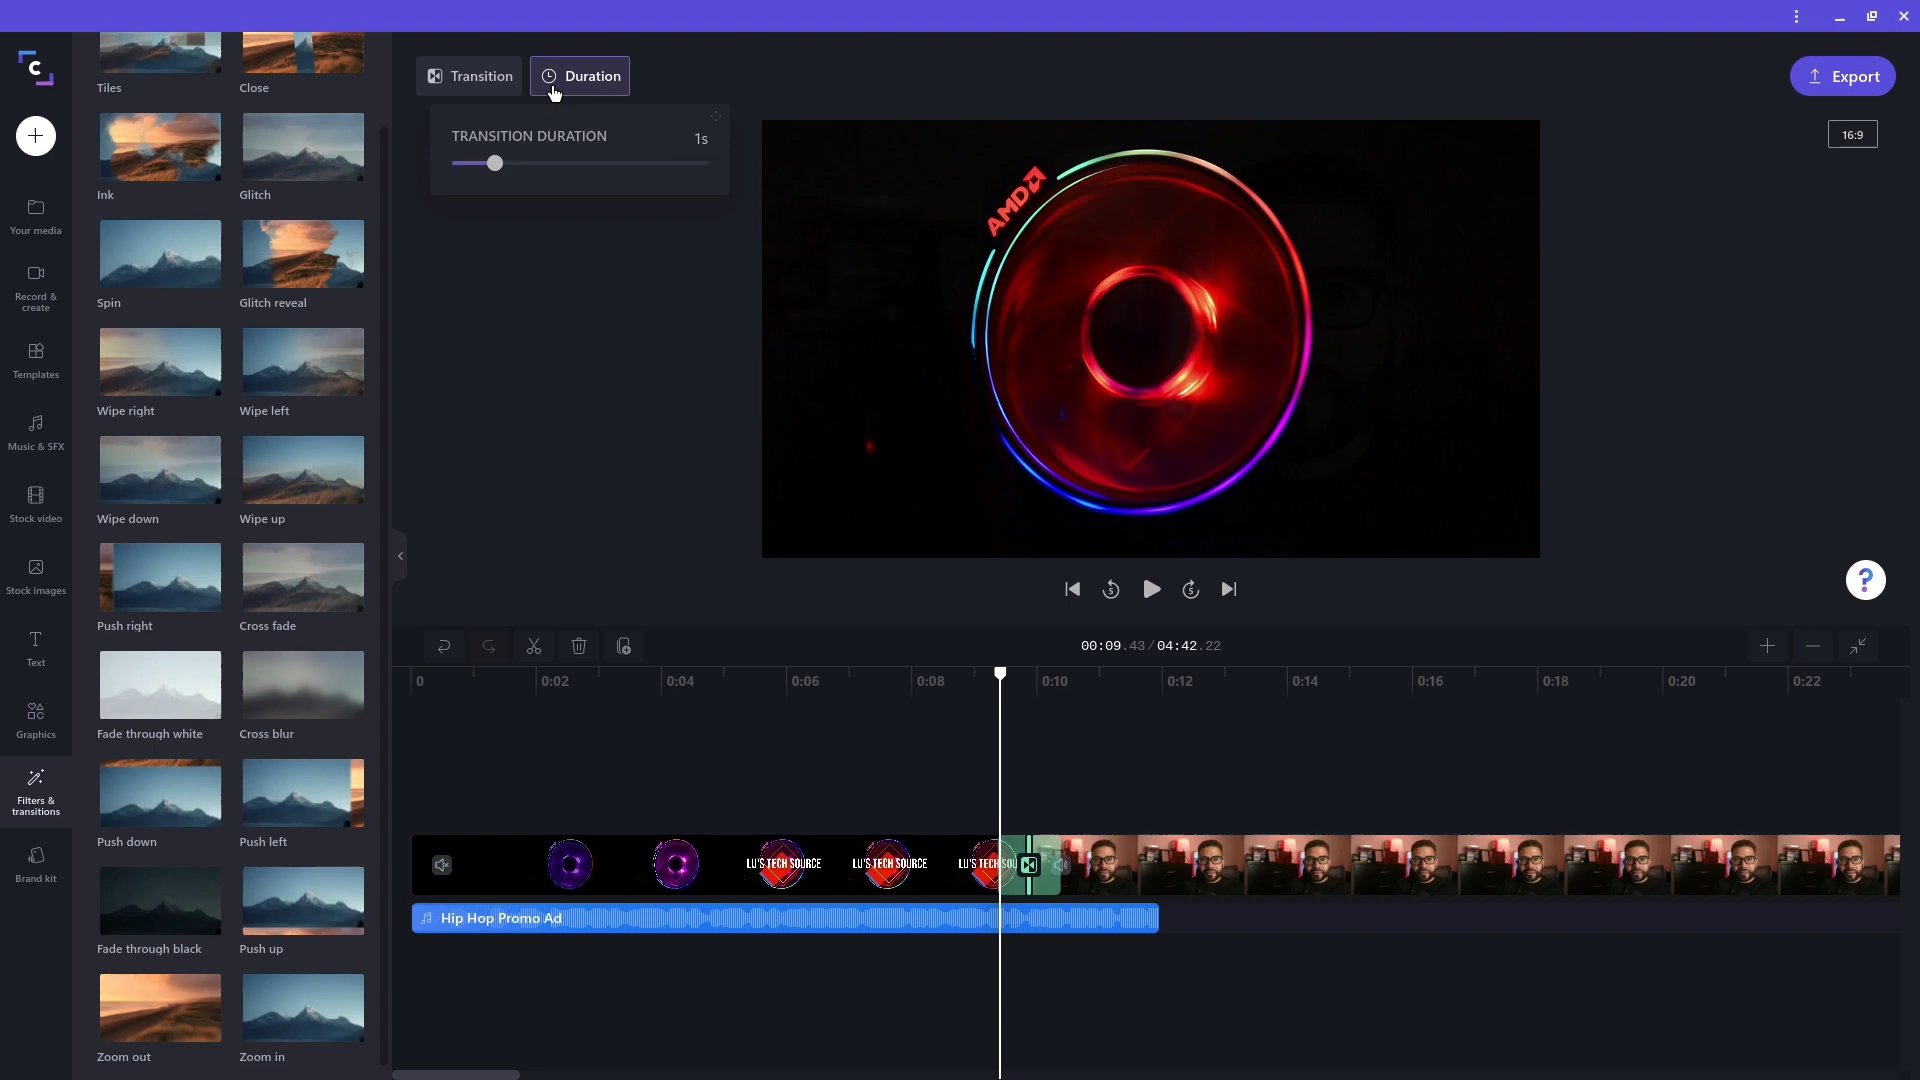 Transition
Duration
Export
TRANSITION DURATION
1s
16:9
AMD
Tiles
Close
Ink
Glitch
Spin
Glitch reveal
Wipe right
Wipe left
Wipe down
Wipe up
Push right
Cross fade
Fade through white
Cross blur
Push down
Push left
Fade through black
Push up
Zoom out
Zoom in
C
Your media
Record &
create
Templates
Music & SFX
Stock video
Stock images
T
Text
Graphics
Filters &
transitions
Brand kit
5
5
?
00:09.43/04:42.22
0
0:02
0:04
0:06
0:08
0:10
0:12
0:14
0:16
0:18
0:20
0:22
LU'S TECH SOURCE
LU'S TECH SOURCE
LU'S TECH SOU
Hip Hop Promo Ad